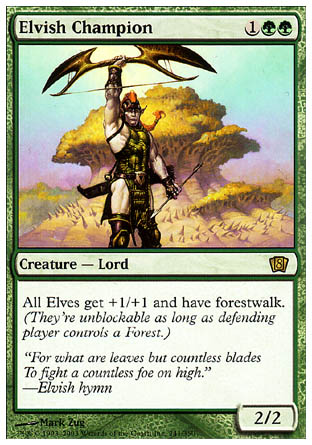 Elvish Champion 1
Creature — Lord 8
All Elves get +1/+1 and have forestwalk.
(They're unblockable as long as defending
player controls a Forest.)
"For what are leaves but countless blades
To fight a countless foe on high."
—Elvish hymn
Mark Zug
2/2